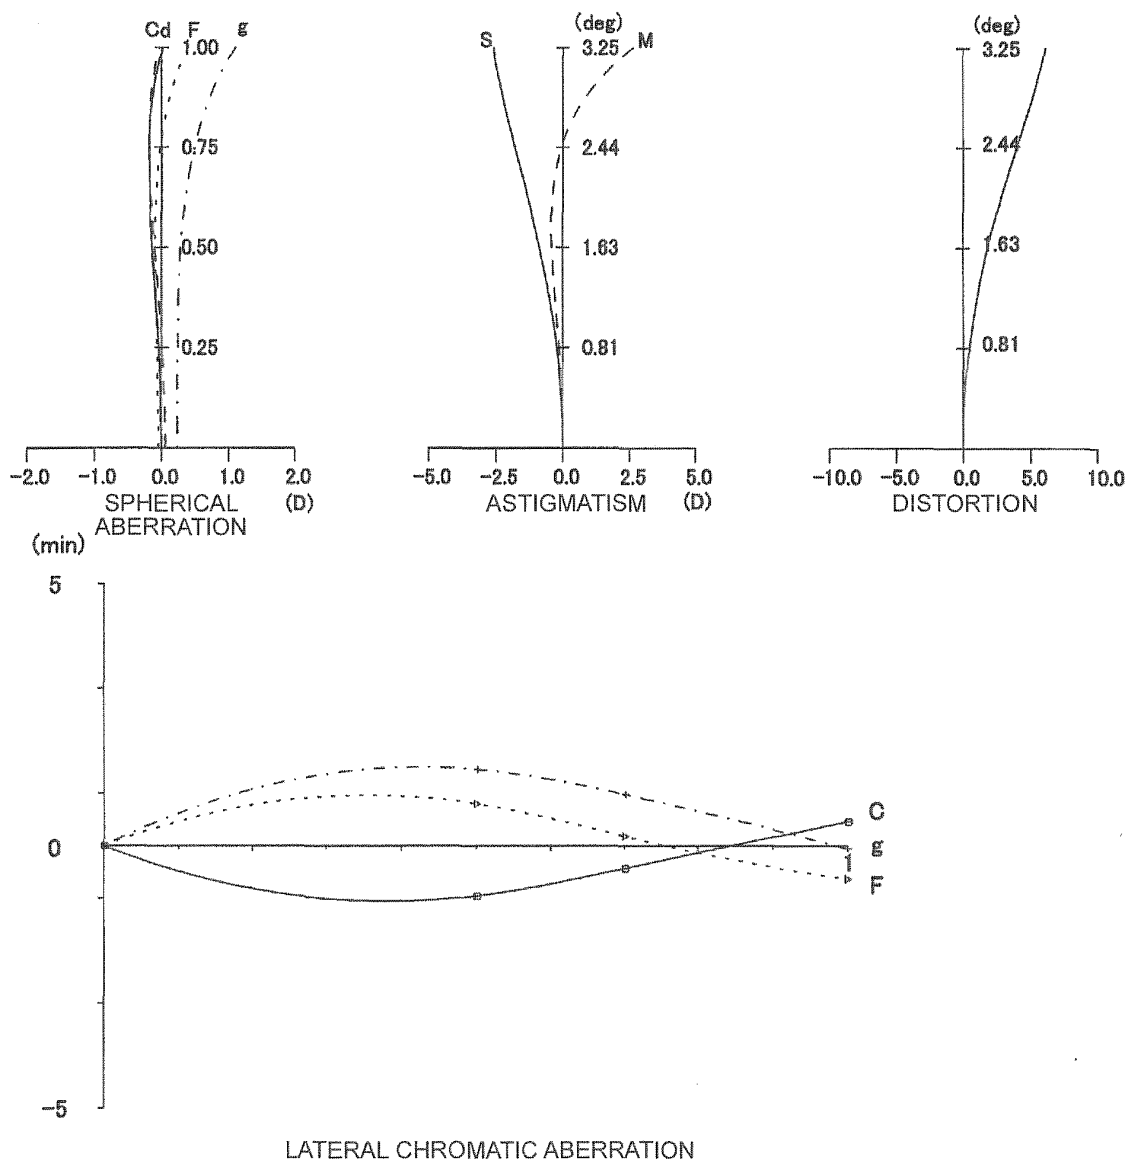 Cd F g
1.00
0.75
0.50
0.25
-2.0 -1.0 0.0 1.0 2.0
SPHERICAL ABERRATION (D)
(deg)
S M
3.25
2.44
1.63
0.81
-5.0 -2.5 0.0 2.5 5.0
ASTIGMATISM (D)
(deg)
3.25
2.44
1.63
0.81
-10.0 -5.0 0.0 5.0 10.0
DISTORTION
(min)
5
0
-5
C
g
1
F
LATERAL CHROMATIC ABERRATION